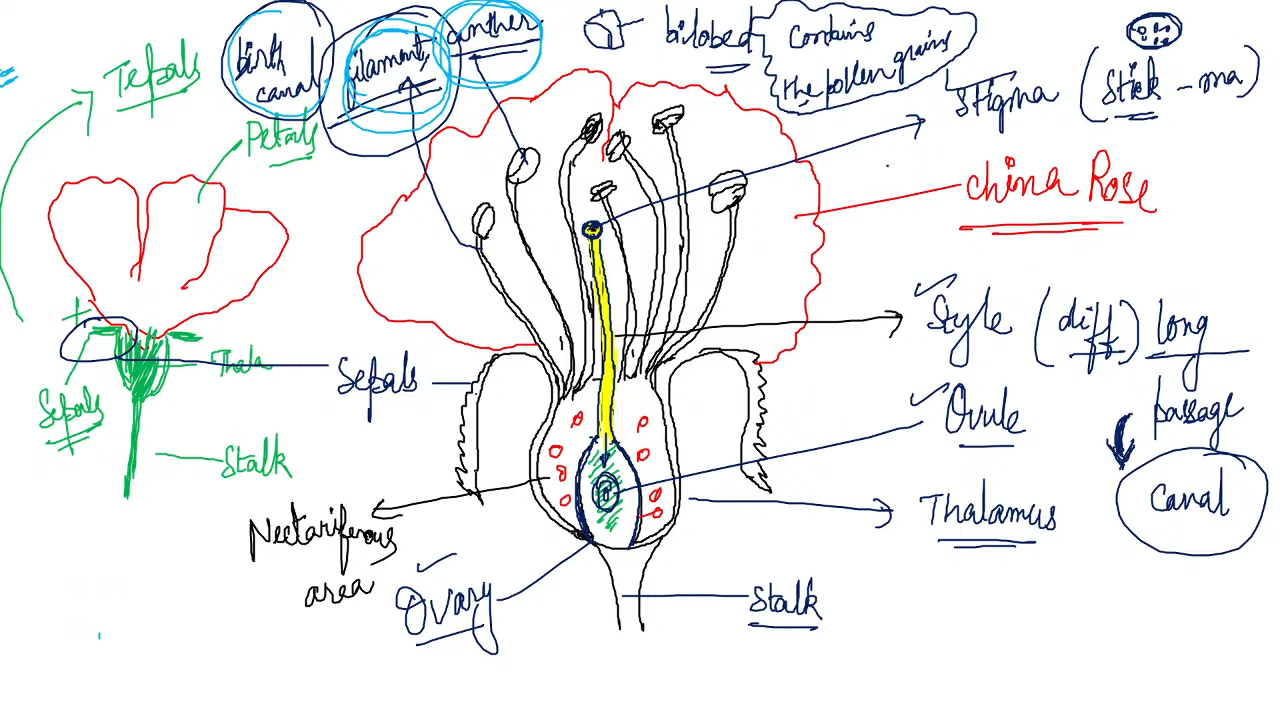 Tepals
birth
canal
filament,
anther
bilobed
Contains
the pollen grains
Stigma (Stick - ma)
Petals
China Rose
Style (diff) long
passage
Canal
Thala
Sepals
Sepals
Ovule
Stalk
Nectariferous
area
Thalamus
Ovary
Stalk